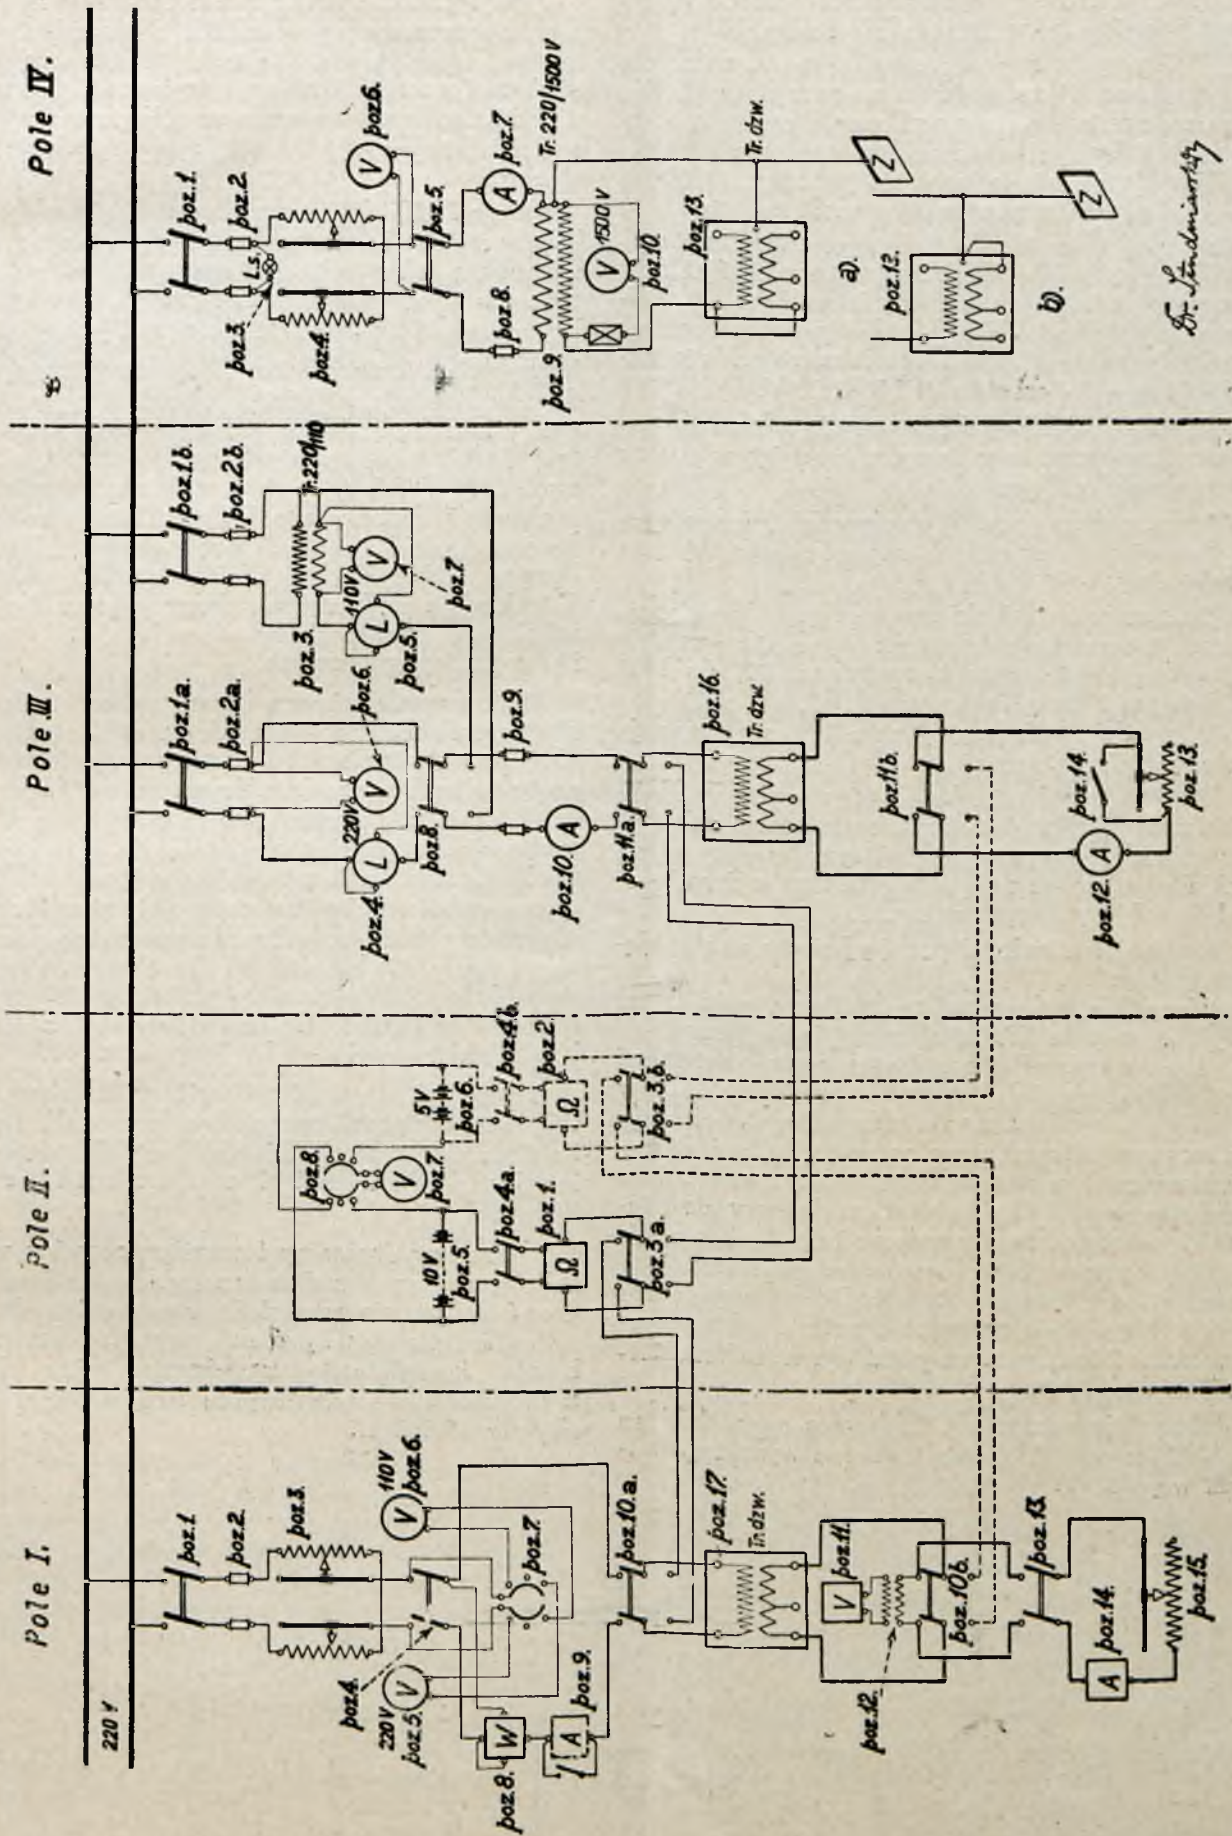 Pole I.
220 V
poz.1
poz.2
poz.3
poz.4.
220V
poz.5.
110V
poz.6.
poz.7.
poz.8.
W
A
poz.9.
V
V
poz.10.a.
poz.17.
Tr. dzw.
poz.11.
V
poz.12.
poz.10b.
poz.13.
A
poz.14.
poz.15.
Pole II.
poz.8.
V
poz.7.
10V
poz.5.
5V
poz.6.
poz.4.a.
poz.4.b.
Ω
poz.1.
Ω
poz.2.
poz.3.a.
poz.3.b.
Pole III.
poz.1.a.
poz.2a.
220V
V
L
poz.4.
poz.6.
poz.1.b.
poz.2b.
Tr. 220/110
poz.3.
110V
V
L
poz.5.
poz.7.
poz.8.
poz.9.
A
poz.10.
poz.11.a.
poz.16.
Tr. dzw.
poz.11.b.
poz.14.
A
poz.12.
poz.13.
Pole IV.
poz.1.
poz.2.
L.s.
poz.3.
poz.4.
V
poz.6.
poz.5.
A
poz.7.
poz.8.
Tr. 220/1500V
poz.9.
V
1500V
poz.10.
poz.13.
Tr. dzw.
a).
Z
poz.13.
b).
Z